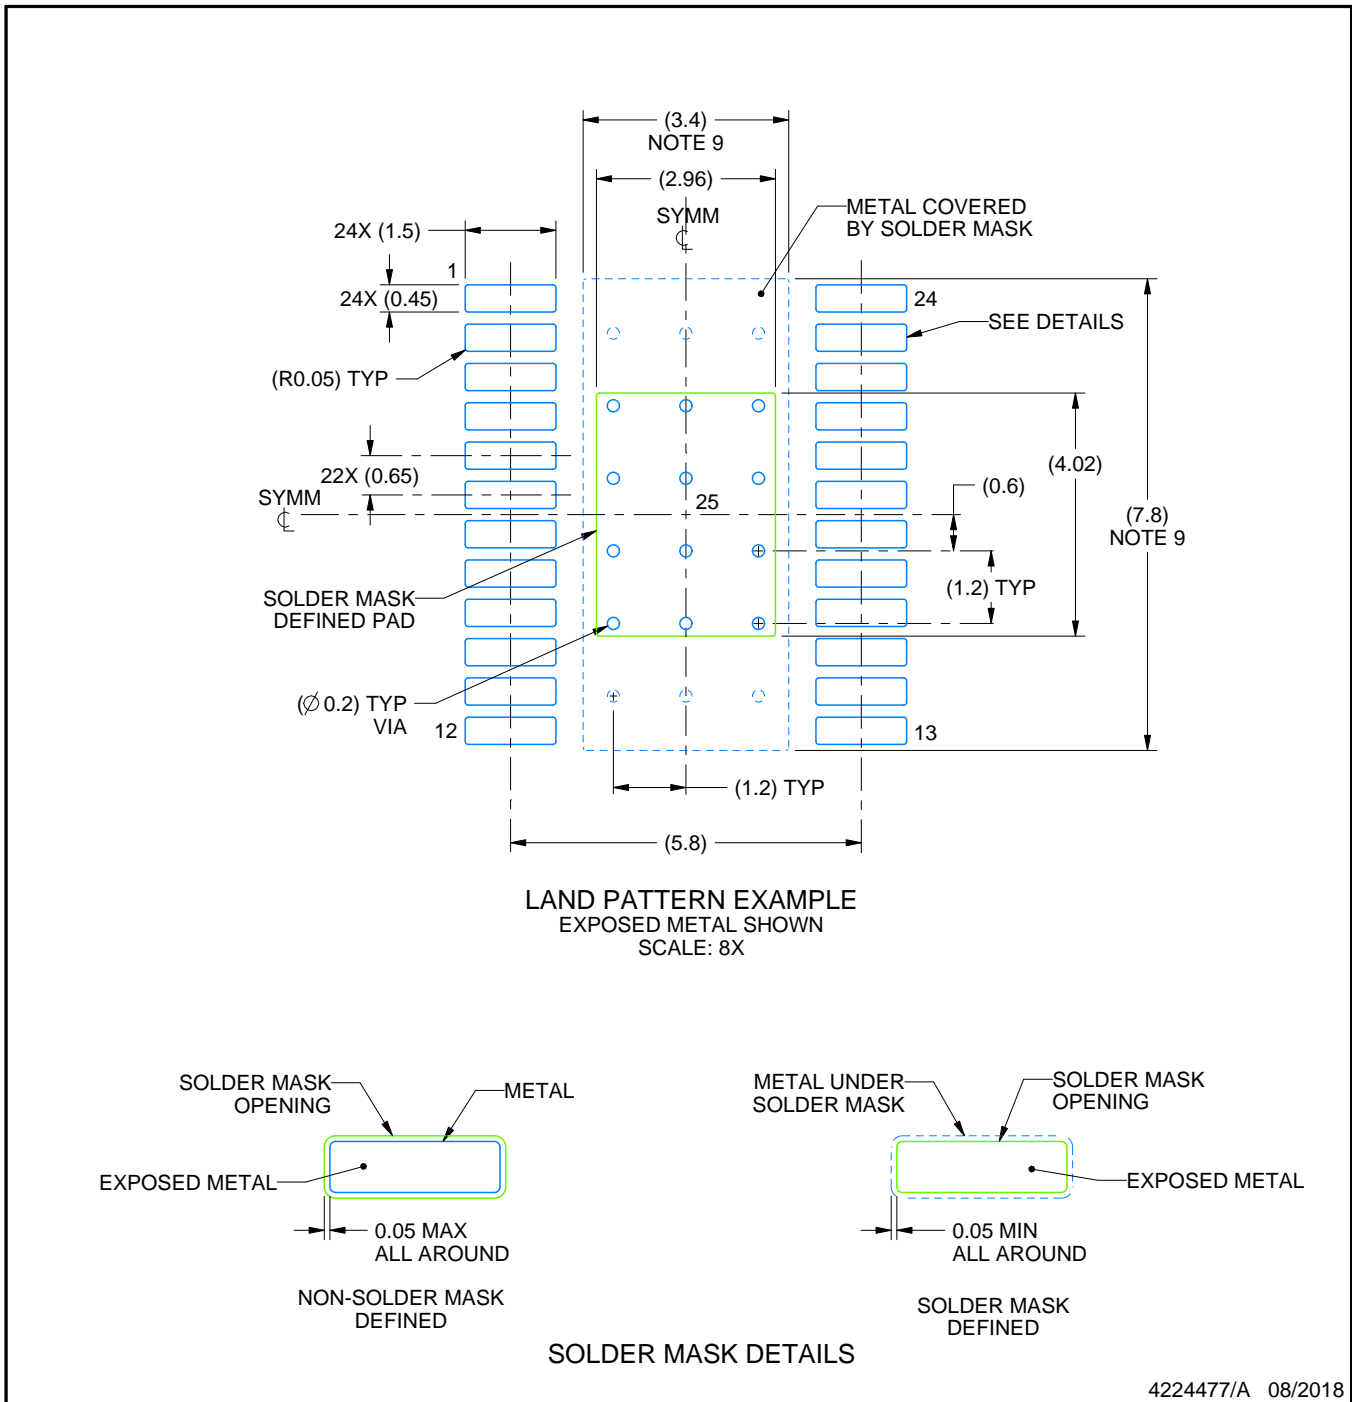 (3.4)
NOTE 9
(2.96)
SYMM
METAL COVERED
BY SOLDER MASK
24X (1.5)
1
24X (0.45)
24
SEE DETAILS
(R0.05) TYP
22X (0.65)
SYMM
(4.02)
(0.6)
25
(7.8)
NOTE 9
(1.2) TYP
SOLDER MASK
DEFINED PAD
(Ø 0.2) TYP
VIA
12
13
(1.2) TYP
(5.8)
LAND PATTERN EXAMPLE
EXPOSED METAL SHOWN
SCALE: 8X
SOLDER MASK
OPENING
METAL
EXPOSED METAL
0.05 MAX
ALL AROUND
NON-SOLDER MASK
DEFINED
METAL UNDER
SOLDER MASK
SOLDER MASK
OPENING
EXPOSED METAL
0.05 MIN
ALL AROUND
SOLDER MASK
DEFINED
SOLDER MASK DETAILS
4224477/A 08/2018